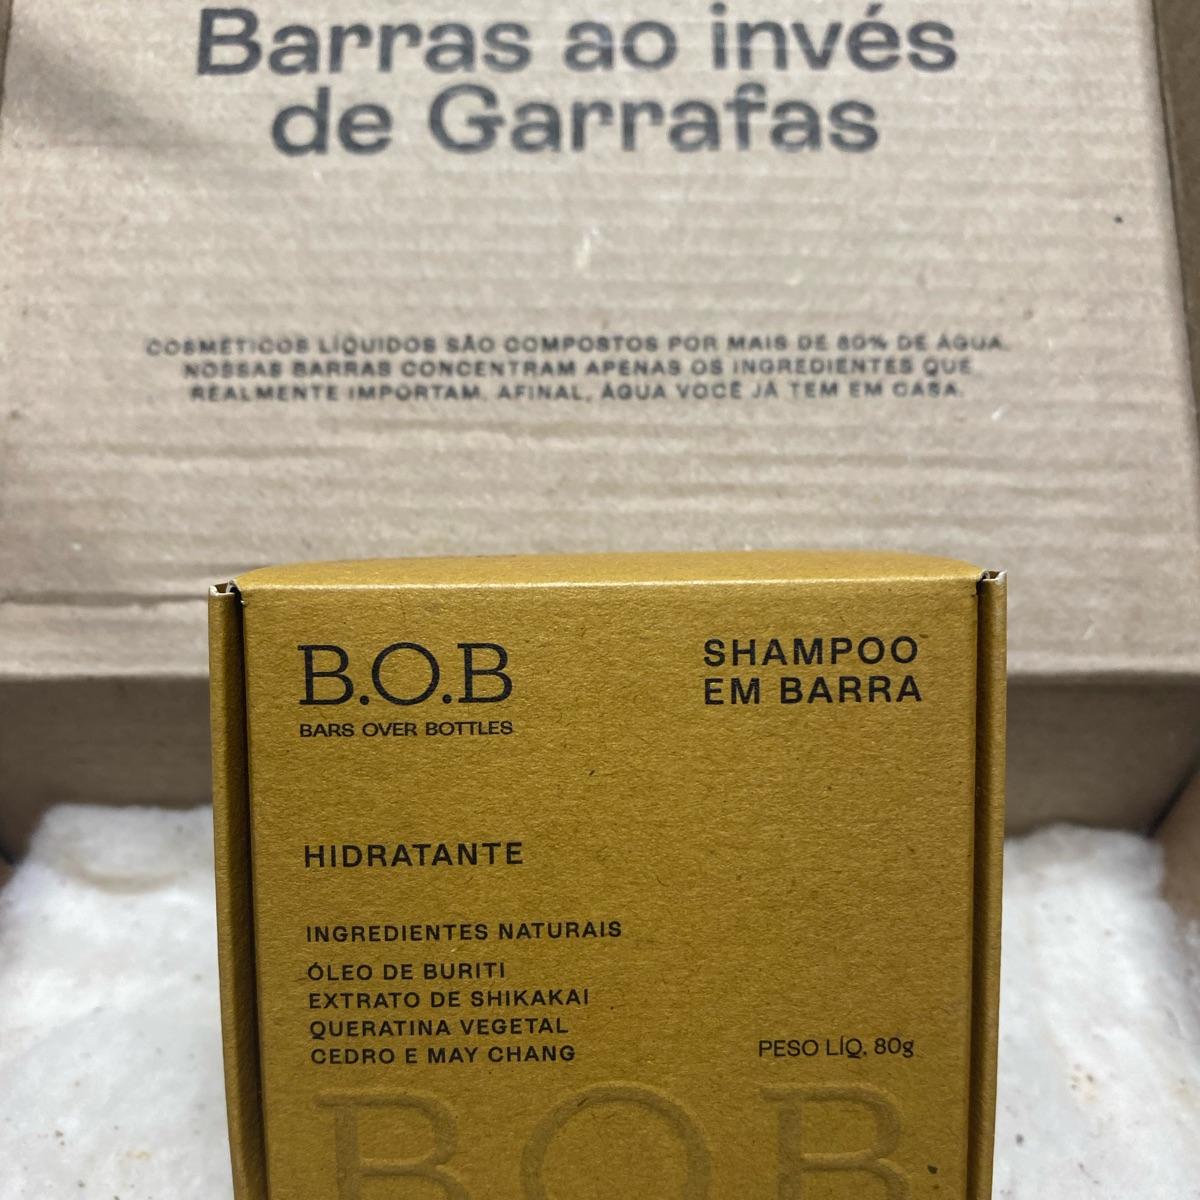 Barras ao invés
de Garrafas
COSMÉTICOS LÍQUIDOS SÃO COMPOSTOS POR MAIS DE 80% DE ÁGUA.
NOSSAS BARRAS CONCENTRAM APENAS OS INGREDIENTES QUE
REALMENTE IMPORTAM. AFINAL, ÁGUA VOCÊ JÁ TEM EM CASA.
B.O.B
BARS OVER BOTTLES
SHAMPOO
EM BARRA
HIDRATANTE
INGREDIENTES NATURAIS
ÓLEO DE BURITI
EXTRATO DE SHIKAKAI
QUERATINA VEGETAL
CEDRO E MAY CHANG
PESO LÍQ. 80g
B.O.B